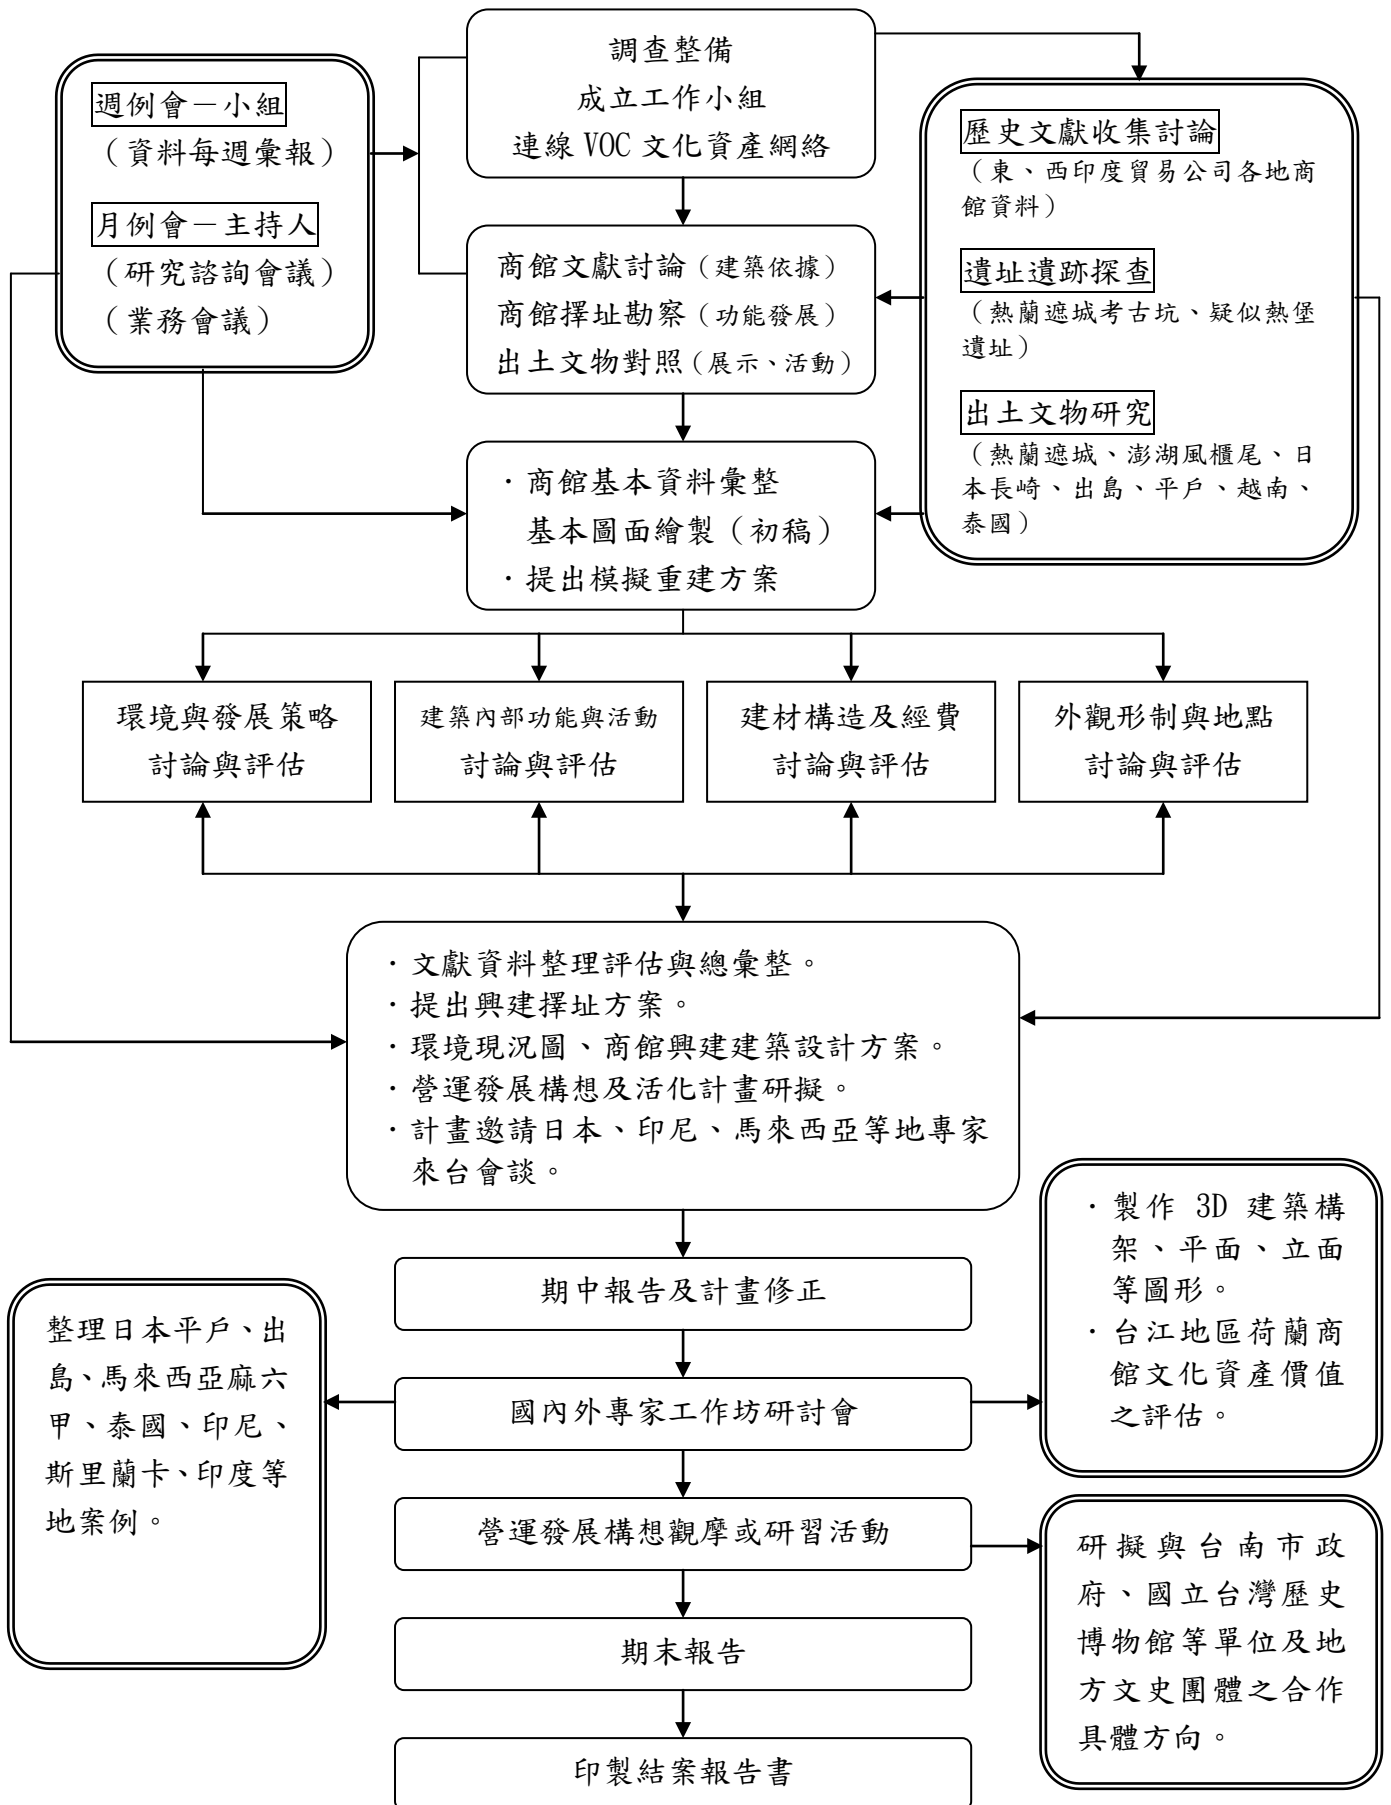 調查整備
成立工作小組
連線 VOC 文化資產網絡
週例會－小組
（資料每週彙報）
月例會－主持人
（研究諮詢會議）
（業務會議）
歷史文獻收集討論
（東、西印度貿易公司各地商
館資料）
遺址遺跡探查
（熱蘭遮城考古坑、疑似熱堡
遺址）
出土文物研究
（熱蘭遮城、澎湖風櫃尾、日
本長崎、出島、平戶、越南、
泰國）
商館文獻討論（建築依據）
商館擇址勘察（功能發展）
出土文物對照（展示、活動）
．商館基本資料彙整
基本圖面繪製（初稿）
．提出模擬重建方案
環境與發展策略
討論與評估
建築內部功能與活動
討論與評估
建材構造及經費
討論與評估
外觀形制與地點
討論與評估
．文獻資料整理評估與總彙整。
．提出興建擇址方案。
．環境現況圖、商館興建建築設計方案。
．營運發展構想及活化計畫研擬。
．計畫邀請日本、印尼、馬來西亞等地專家
來台會談。
期中報告及計畫修正
．製作 3D 建築構
架、平面、立面
等圖形。
．台江地區荷蘭商
館文化資產價值
之評估。
整理日本平戶、出
島、馬來西亞麻六
甲、泰國、印尼、
斯里蘭卡、印度等
地案例。
國內外專家工作坊研討會
營運發展構想觀摩或研習活動
研擬與台南市政
府、國立台灣歷史
博物館等單位及地
方文史團體之合作
具體方向。
期末報告
印製結案報告書